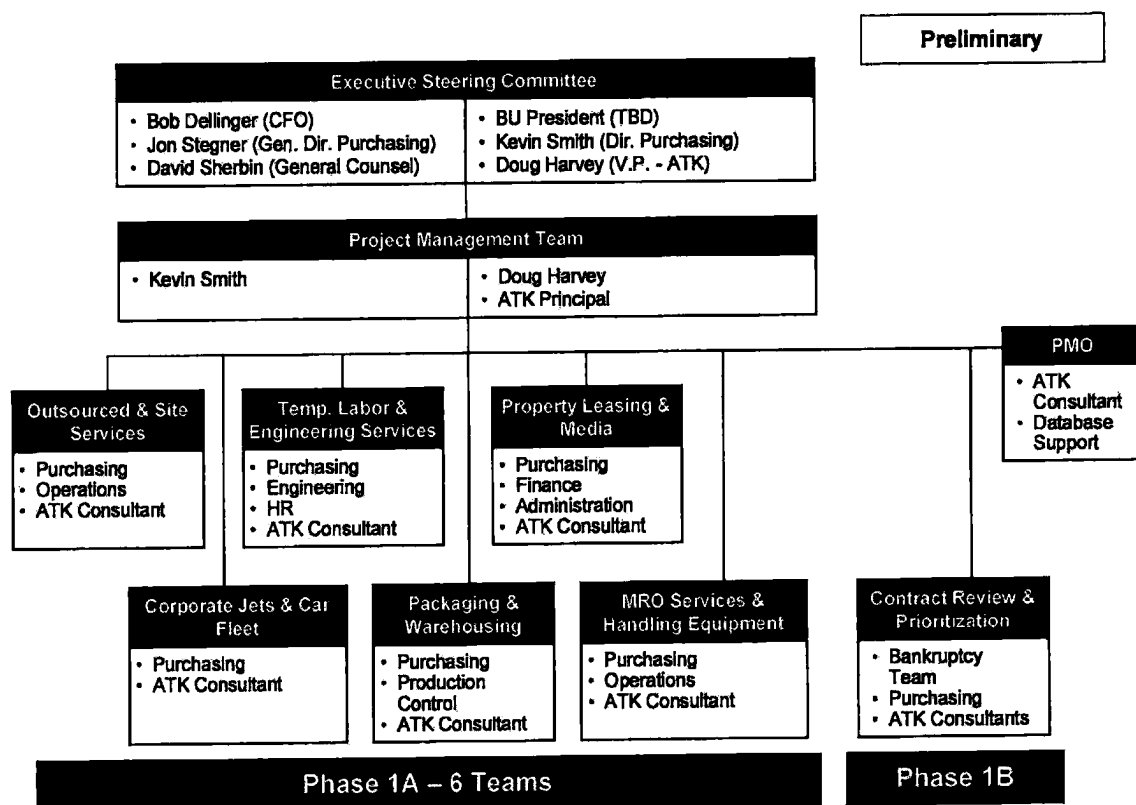 Preliminary
Executive Steering Committee
• Bob Dellinger (CFO)
• Jon Stegner (Gen. Dir. Purchasing)
• David Sherbin (General Counsel)
• BU President (TBD)
• Kevin Smith (Dir. Purchasing)
• Doug Harvey (V.P. - ATK)
Project Management Team
• Kevin Smith
• Doug Harvey
• ATK Principal
PMO
• ATK
Consultant
• Database
Support
Outsourced & Site
Services
• Purchasing
• Operations
• ATK Consultant
Temp. Labor &
Engineering Services
• Purchasing
• Engineering
• HR
• ATK Consultant
Property Leasing &
Media
• Purchasing
• Finance
• Administration
• ATK Consultant
Corporate Jets & Car
Fleet
• Purchasing
• ATK Consultant
Packaging &
Warehousing
• Purchasing
• Production
Control
• ATK Consultant
MRO Services &
Handling Equipment
• Purchasing
• Operations
• ATK Consultant
Contract Review &
Prioritization
• Bankruptcy
Team
• Purchasing
• ATK Consultants
Phase 1A – 6 Teams
Phase 1B